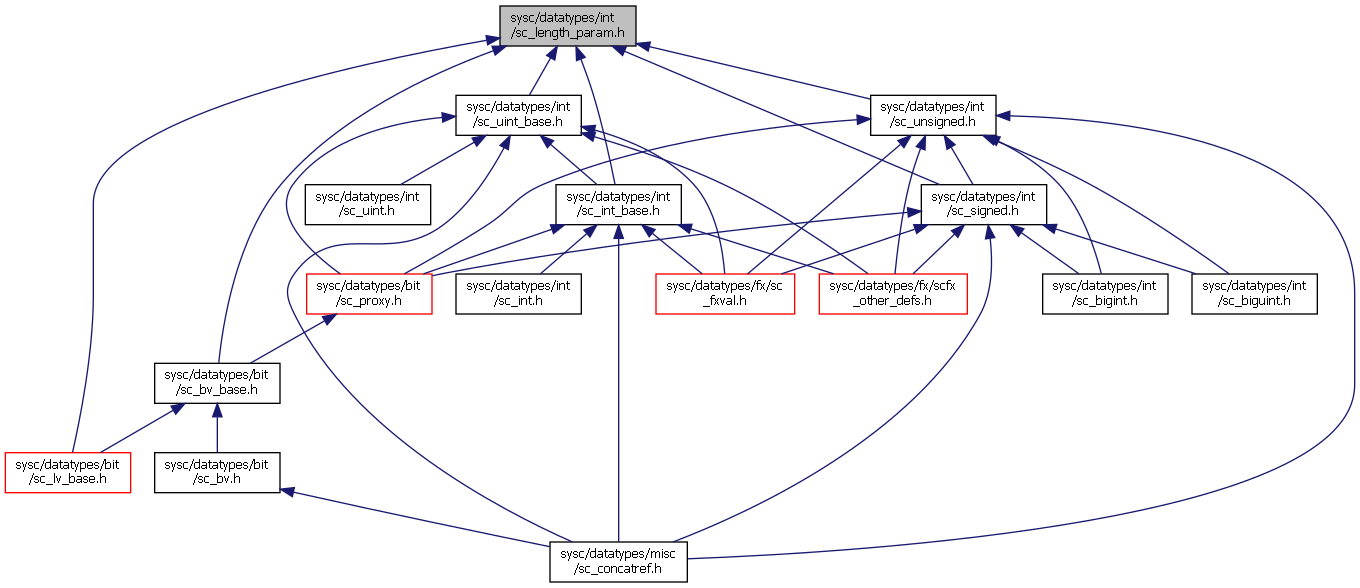 sysc/datatypes/int
/sc_length_param.h
sysc/datatypes/int
/sc_uint_base.h
sysc/datatypes/int
/sc_unsigned.h
sysc/datatypes/int
/sc_uint.h
sysc/datatypes/int
/sc_int_base.h
sysc/datatypes/int
/sc_signed.h
sysc/datatypes/bit
/sc_proxy.h
sysc/datatypes/int
/sc_int.h
sysc/datatypes/fx/sc
_fxval.h
sysc/datatypes/fx/scfx
_other_defs.h
sysc/datatypes/int
/sc_bigint.h
sysc/datatypes/int
/sc_biguint.h
sysc/datatypes/bit
/sc_bv_base.h
sysc/datatypes/bit
/sc_lv_base.h
sysc/datatypes/bit
/sc_bv.h
sysc/datatypes/misc
/sc_concatref.h